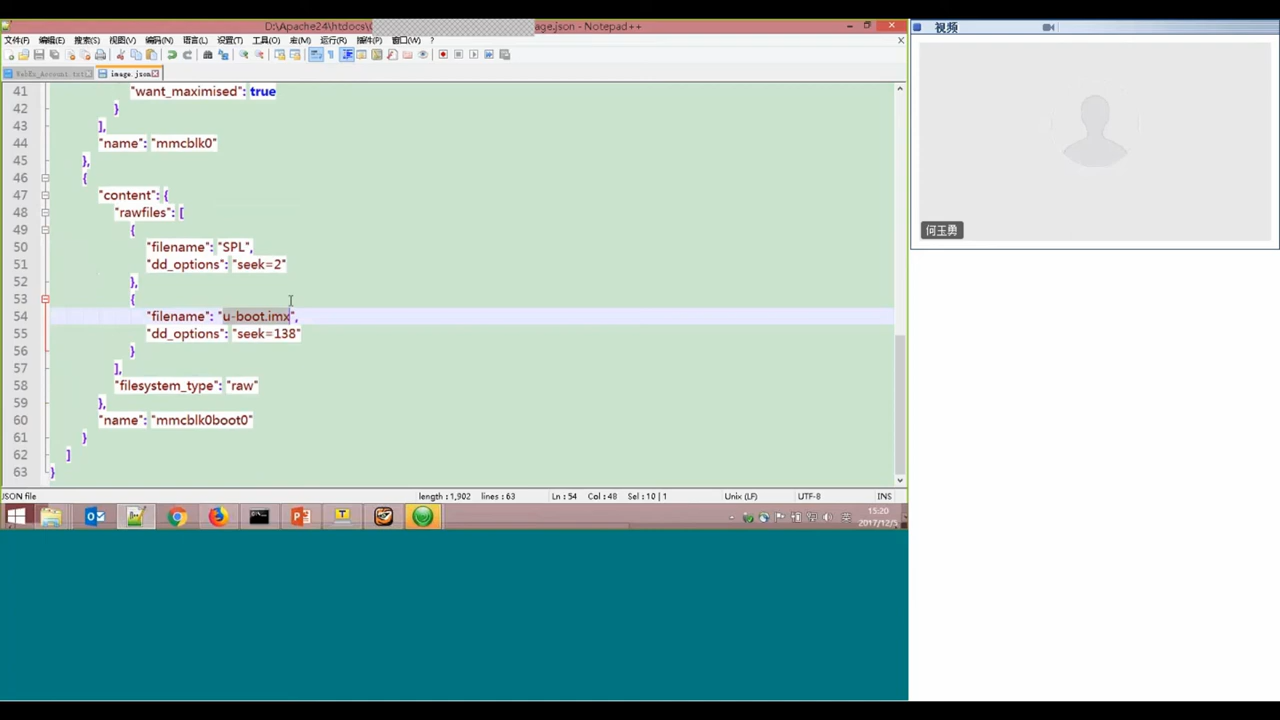 D:\Apache24\htdocs\C age.json - Notepad++
文件(F) 编辑(E) 搜索(S) 视图(V) 编码(N) 语言(L) 设置(T) 工具(O) 宏(M) 运行(R) 插件(P) 窗口(W) ?
WebEx_Account.txt image.json
41 "want_maximised": true
42 }
43 ],
44 "name": "mmcblk0"
45 },
46 {
47 "content": {
48 "rawfiles": [
49 {
50 "filename": "SPL",
51 "dd_options": "seek=2"
52 },
53 {
54 "filename": "u-boot.imx",
55 "dd_options": "seek=138"
56 }
57 ],
58 "filesystem_type": "raw"
59 },
60 "name": "mmcblk0boot0"
61 }
62 ]
63 }
JSON file length : 1,902 lines : 63 Ln : 54 Col : 48 Sel : 10 | 1 Unix (LF) UTF-8 INS
英 15:20
2017/12/5
视频
何玉勇